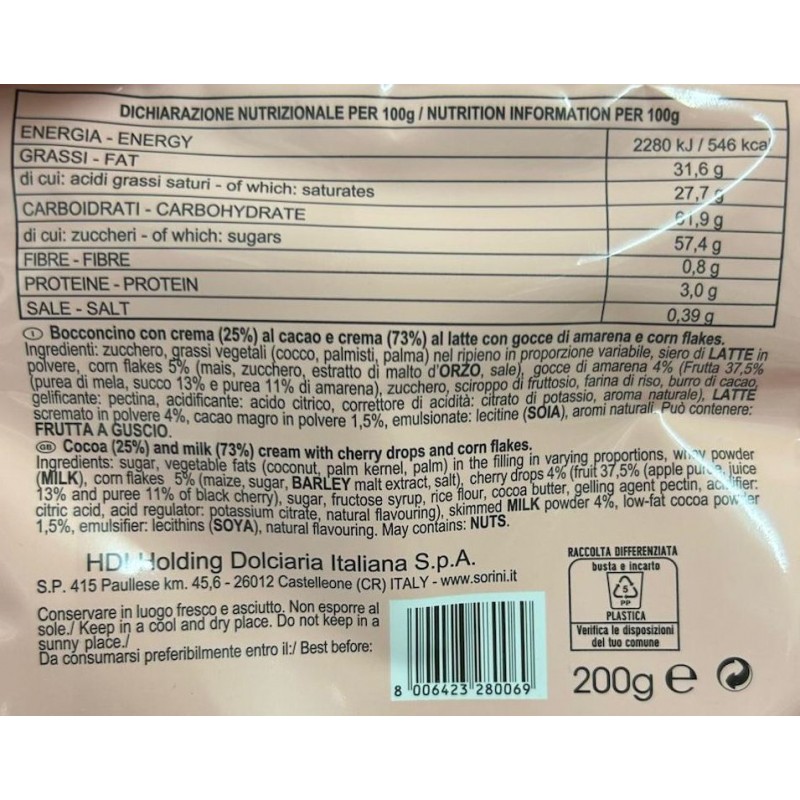 DICHIARAZIONE NUTRIZIONALE PER 100g / NUTRITION INFORMATION PER 100g
ENERGIA - ENERGY 2280 kJ / 546 kcal
GRASSI - FAT 31,6 g
di cui: acidi grassi saturi - of which: saturates 27,7 g
CARBOIDRATI - CARBOHYDRATE 61,9 g
di cui: zuccheri - of which: sugars 57,4 g
FIBRE - FIBRE 0,8 g
PROTEINE - PROTEIN 3,0 g
SALE - SALT 0,39 g
I Bocconcino con crema (25%) al cacao e crema (73%) al latte con gocce di amarena e corn flakes.
Ingredienti: zucchero, grassi vegetali (cocco, palmisti, palma) nel ripieno in proporzione variabile, siero di LATTE in
polvere, corn flakes 5% (mais, zucchero, estratto di malto d'ORZO, sale), gocce di amarena 4% (Frutta 37,5%
(purea di mela, succo 13% e purea 11% di amarena), zucchero, sciroppo di fruttosio, farina di riso, burro di cacao,
gelificante: pectina, acidificante: acido citrico, correttore di acidità: citrato di potassio, aroma naturale), LATTE
scremato in polvere 4%, cacao magro in polvere 1,5%, emulsionate: lecitine (SOIA), aromi naturali. Può contenere:
FRUTTA A GUSCIO.
GB Cocoa (25%) and milk (73%) cream with cherry drops and corn flakes.
Ingredients: sugar, vegetable fats (coconut, palm kernel, palm) in the filling in varying proportions, whey powder
(MILK), corn flakes 5% (maize, sugar, BARLEY malt extract, salt), cherry drops 4% (fruit 37,5% (apple puree, juice
13% and puree 11% of black cherry), sugar, fructose syrup, rice flour, cocoa butter, gelling agent pectin, acidifier:
citric acid, acid regulator: potassium citrate, natural flavouring), skimmed MILK powder 4%, low-fat cocoa powder
1,5%, emulsifier: lecithins (SOYA), natural flavouring. May contains: NUTS.
HDI Holding Dolciaria Italiana S.p.A.
S.P. 415 Paullese km. 45,6 - 26012 Castelleone (CR) ITALY - www.sorini.it
Conservare in luogo fresco e asciutto. Non esporre al
sole./ Keep in a cool and dry place. Do not keep in a
sunny place./
Da consumarsi preferibilmente entro il:/ Best before:
8 006423 280069
RACCOLTA DIFFERENZIATA
busta e incarto
5
PP
PLASTICA
Verifica le disposizioni
del tuo comune
200g e